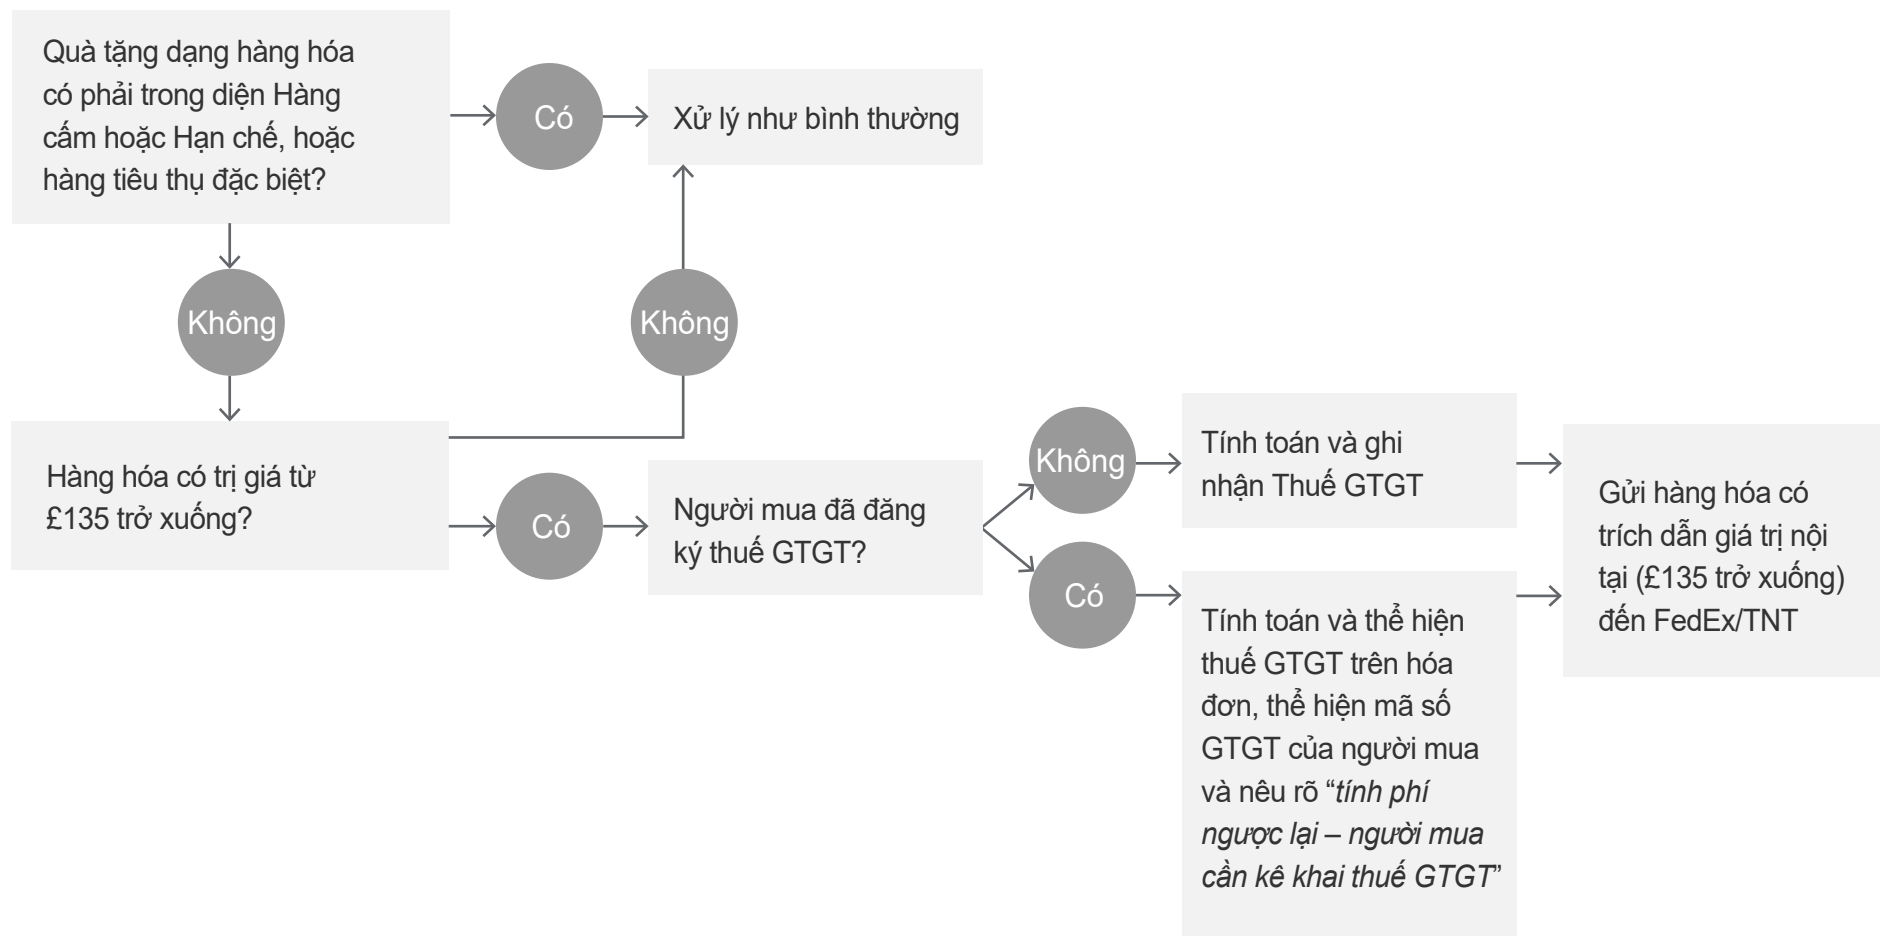 Quà tặng dạng hàng hóa
có phải trong diện Hàng
cấm hoặc Hạn chế, hoặc
hàng tiêu thụ đặc biệt?
Có
Xử lý như bình thường
Không
Không
Hàng hóa có trị giá từ
£135 trở xuống?
Có
Người mua đã đăng
ký thuế GTGT?
Không
Tính toán và ghi
nhận Thuế GTGT
Có
Tính toán và thể hiện
thuế GTGT trên hóa
đơn, thể hiện mã số
GTGT của người mua
và nêu rõ “tính phí
ngược lại – người mua
cần kê khai thuế GTGT”
Gửi hàng hóa có
trích dẫn giá trị nội
tại (£135 trở xuống)
đến FedEx/TNT